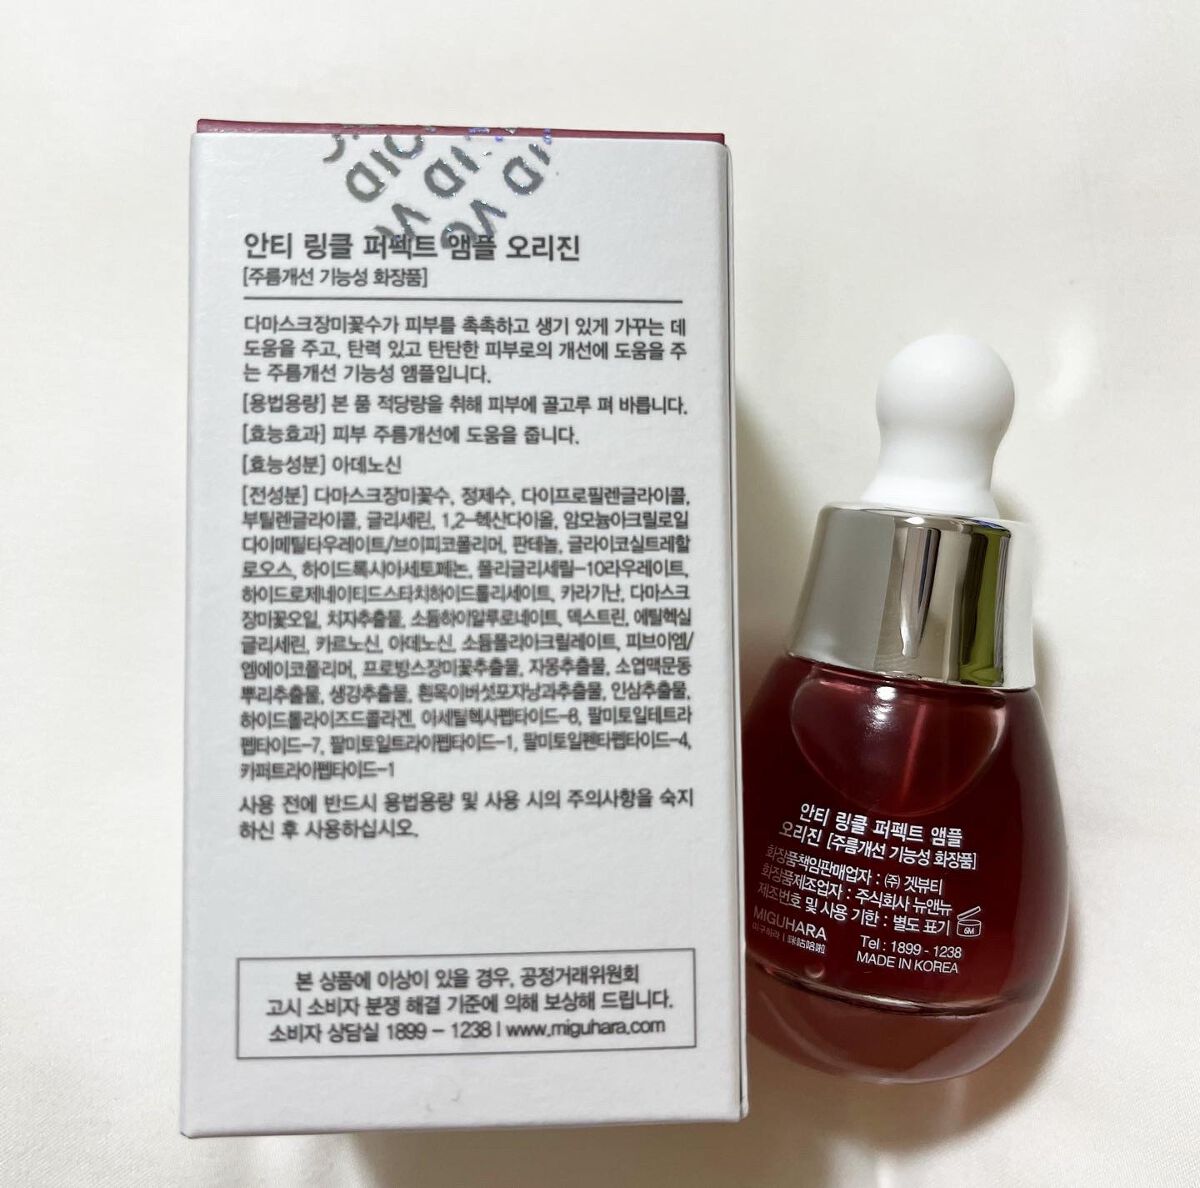 VOID
VOID
VOID
안티 링클 퍼펙트 앰플 오리진
[주름개선 기능성 화장품]
다마스크장미꽃수가 피부를 촉촉하고 생기 있게 가꾸는 데
도움을 주고, 탄력 있고 탄탄한 피부로의 개선에 도움을 주
는 주름개선 기능성 앰플입니다.
[용법용량] 본 품 적당량을 취해 피부에 골고루 펴 바릅니다.
[효능효과] 피부 주름개선에 도움을 줍니다.
[효능성분] 아데노신
[전성분] 다마스크장미꽃수, 정제수, 다이프로필렌글라이콜,
부틸렌글라이콜, 글리세린, 1,2-헥산다이올, 암모늄아크릴로일
다이메틸타우레이트/브이피코폴리머, 판테놀, 글라이코실트레할
로오스, 하이드록시아세토페논, 폴리글리세릴-10라우레이트,
하이드로제네이티드스타치하이드롤리세이트, 카라기난, 다마스크
장미꽃오일, 치자추출물, 소듐하이알루로네이트, 덱스트린, 에틸헥실
글리세린, 카르노신, 아데노신, 소듐폴리아크릴레이트, 피브이엠/
엠에이코폴리머, 프로방스장미꽃추출물, 자몽추출물, 소엽맥문동
뿌리추출물, 생강추출물, 흰목이버섯포자낭과추출물, 인삼추출물,
하이드롤라이즈드콜라겐, 아세틸헥사펩타이드-8, 팔미토일테트라
펩타이드-7, 팔미토일트라이펩타이드-1, 팔미토일펜타펩타이드-4,
카퍼트라이펩타이드-1
사용 전에 반드시 용법용량 및 사용 시의 주의사항을 숙지
하신 후 사용하십시오.
본 상품에 이상이 있을 경우, 공정거래위원회
고시 소비자 분쟁 해결 기준에 의해 보상해 드립니다.
소비자 상담실 1899 - 1238 | www.miguhara.com
안티 링클 퍼펙트 앰플
오리진 [주름개선 기능성 화장품]
화장품책임판매업자 : ㈜ 겟뷰티
화장품제조업자 : 주식회사 뉴앤뉴
제조번호 및 사용 기한 : 별도 표기
6M
MIGUHARA
미구하라 | 咪咕哈啦
Tel : 1899 - 1238
MADE IN KOREA